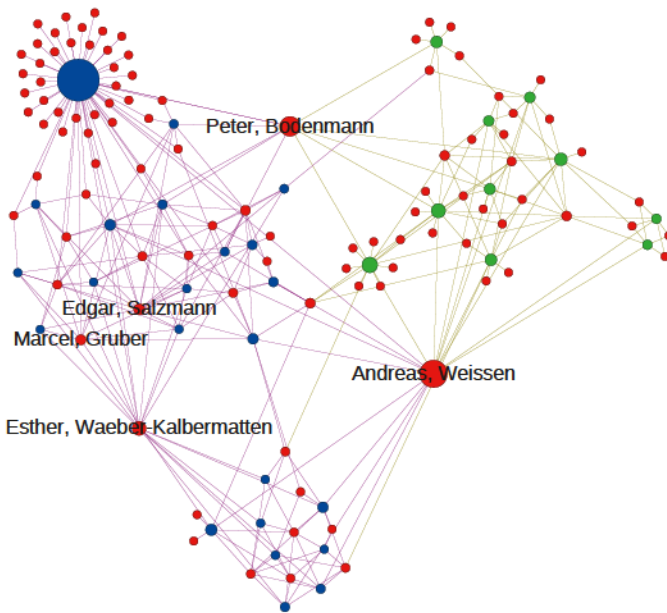 Peter, Bodenmann
Edgar, Salzmann
Marcel, Gruber
Andreas, Weissen
Esther, Waeber-Kalbermatten